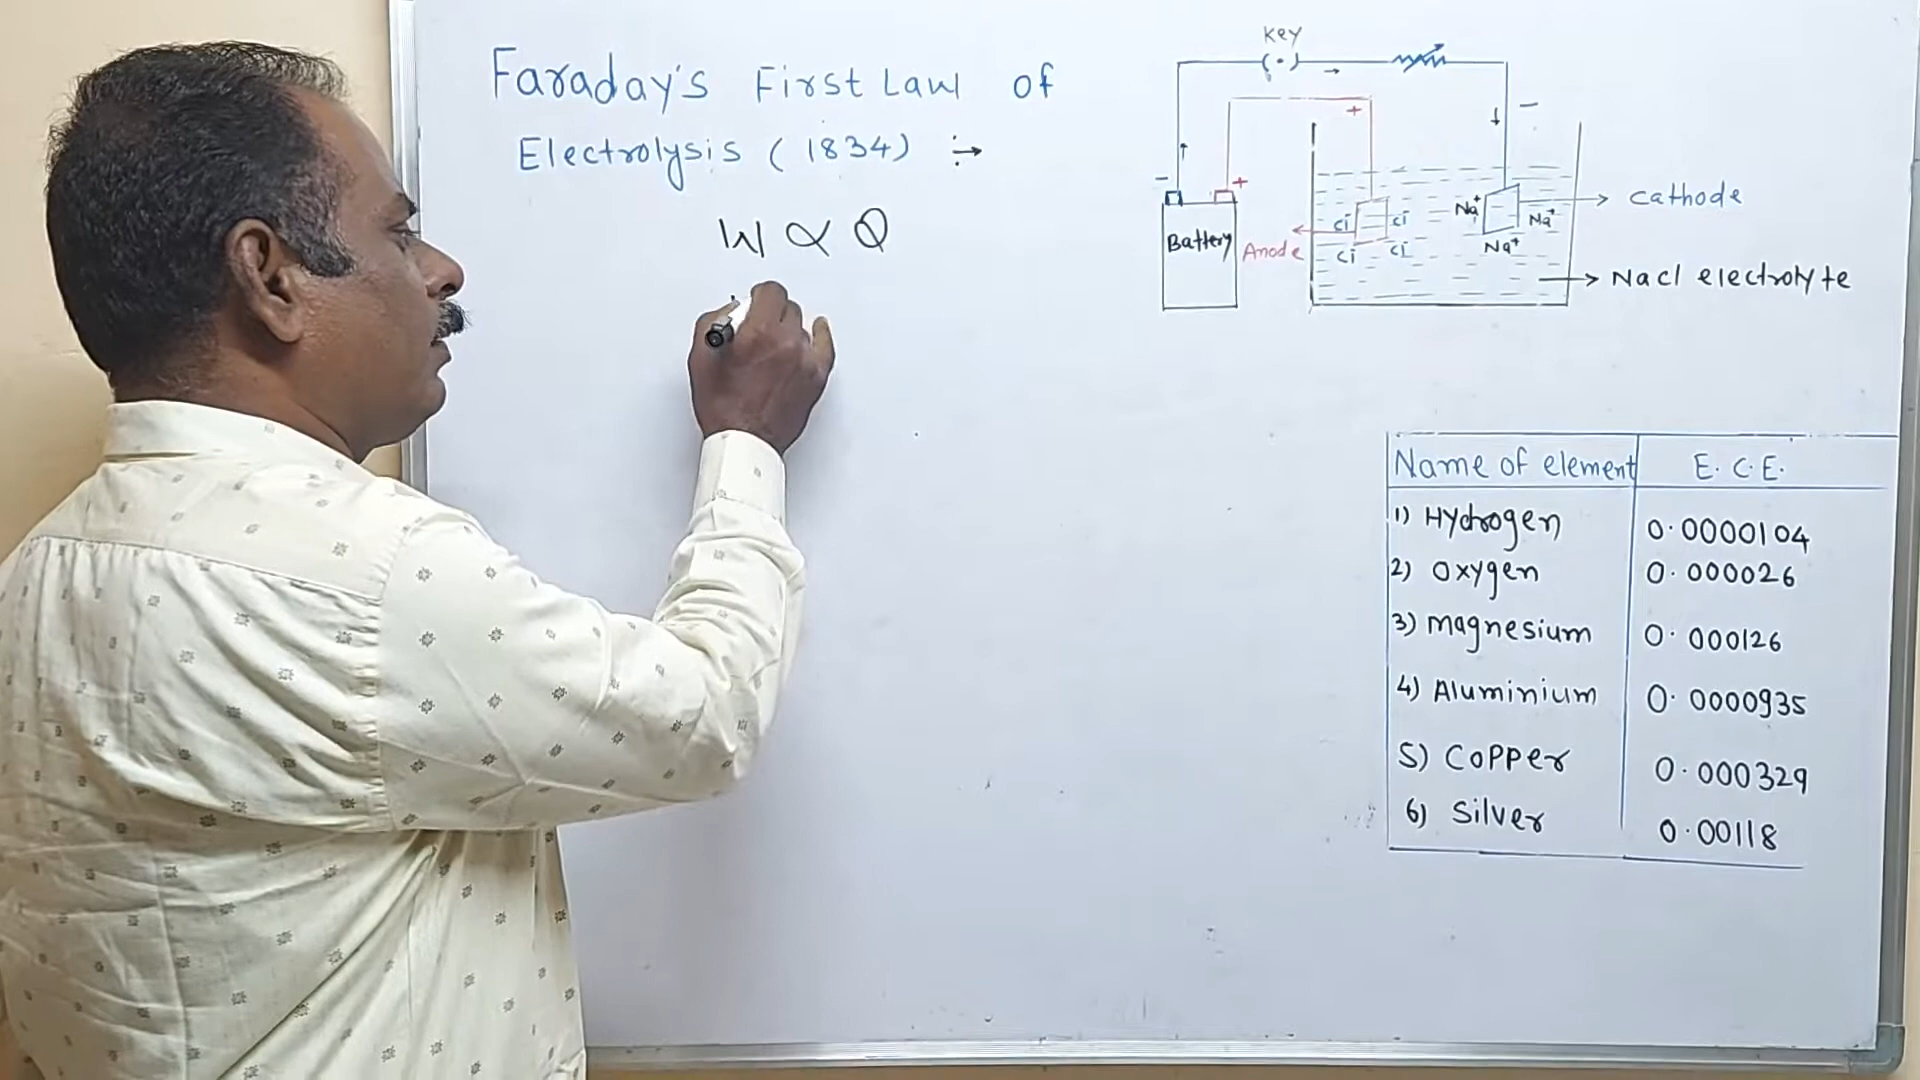 Faraday's First Law of
Electrolysis (1834) :→
W ∝ Q
Key
(•)
→
+
−
−
+
Battery
Anode
Cl⁻ Cl⁻
Cl⁻ Cl⁻
Na⁺
Na⁺
Na⁺
cathode
Nacl electrolyte
Name of element E.C.E.
1) Hydrogen 0.0000104
2) Oxygen 0.000026
3) magnesium 0.000126
4) Aluminium 0.0000935
5) Copper 0.000329
6) Silver 0.00118